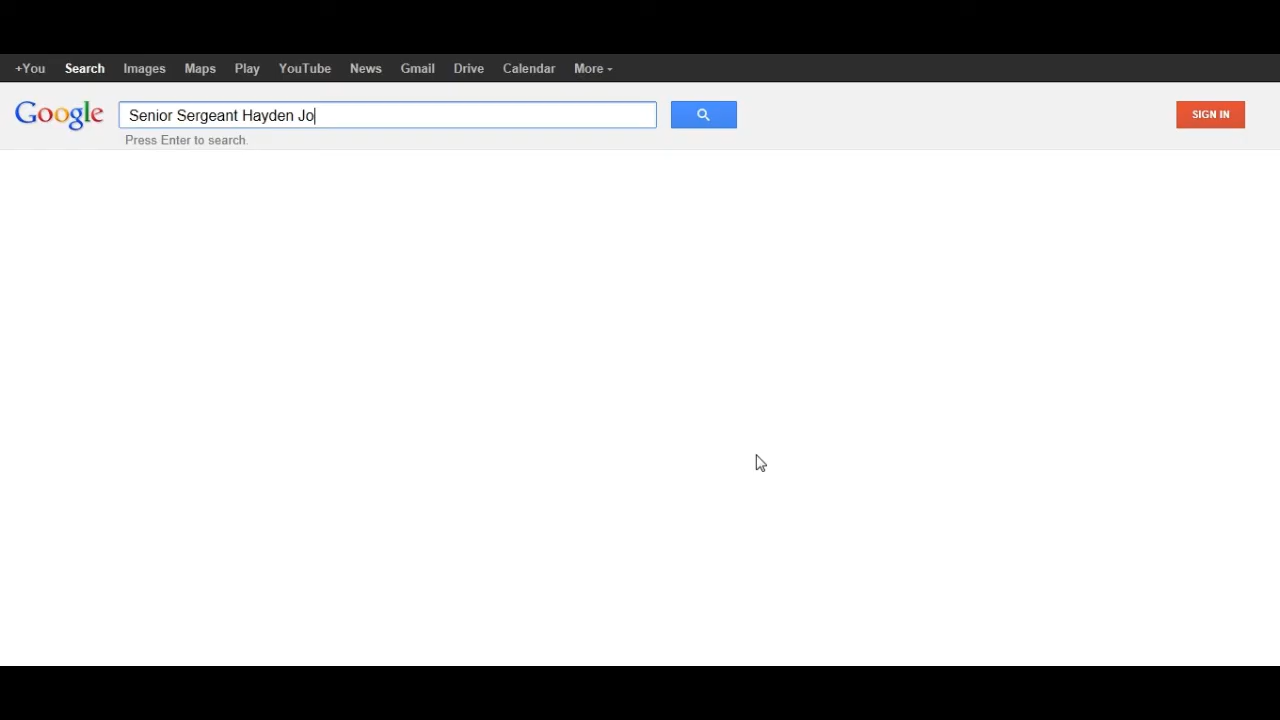 +You Search Images Maps Play YouTube News Gmail Drive Calendar More
Google Senior Sergeant Hayden Jo SIGN IN
Press Enter to search.